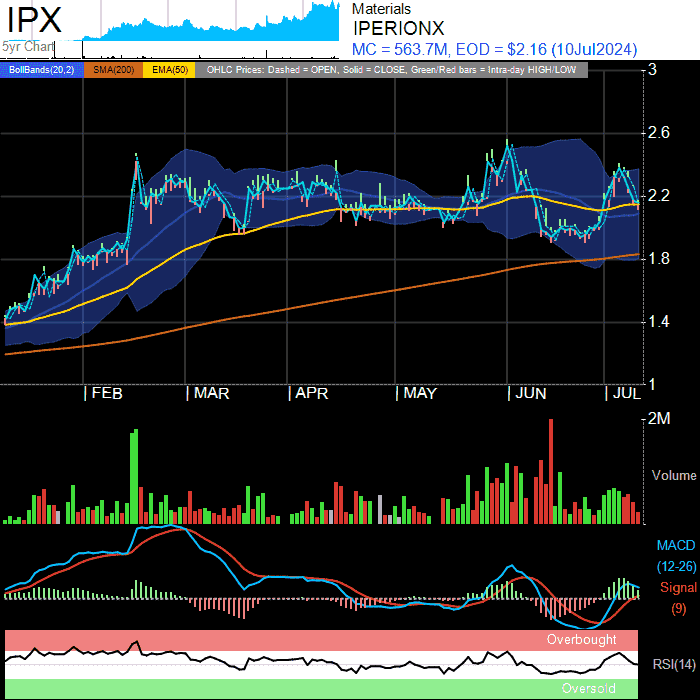 IPX
5yr Chart
Materials
IPERIONX
MC = 563.7M, EOD = $2.16 (10Jul2024)
BollBands(20,2) SMA(200) EMA(50) OHLC Prices: Dashed = OPEN, Solid = CLOSE, Green/Red bars = Intra-day HIGH/LOW
3
2.6
2.2
1.8
1.4
1
FEB MAR APR MAY JUN JUL
2M
Volume
MACD
(12-26)
Signal
(9)
Overbought
RSI(14)
Oversold